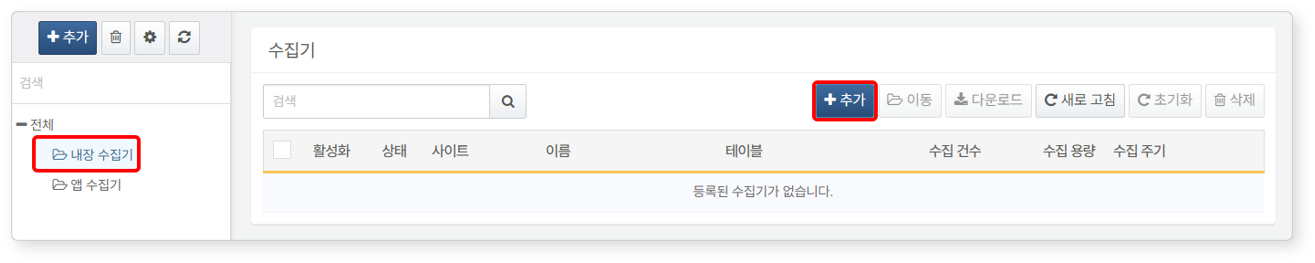 추가
검색
전체
내장 수집기
앱 수집기
수집기
검색
추가 이동 다운로드 새로 고침 초기화 삭제
활성화 상태 사이트 이름 테이블 수집 건수 수집 용량 수집 주기
등록된 수집기가 없습니다.